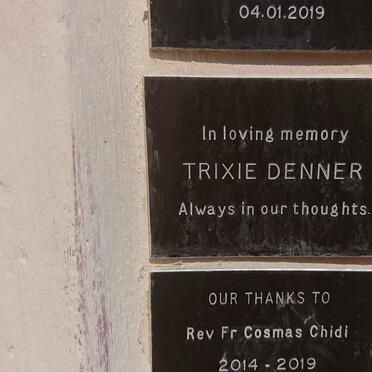 04.01.2019
In loving memory
TRIXIE DENNER
Always in our thoughts.
OUR THANKS TO
Rev Fr Cosmas Chidi
2014 - 2019